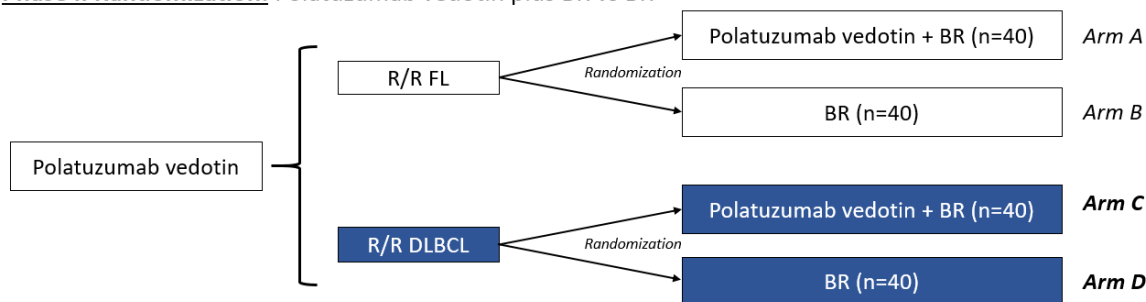 Polatuzumab vedotin + BR (n=40) Arm A
R/R FL
Randomization
BR (n=40) Arm B
Polatuzumab vedotin
Polatuzumab vedotin + BR (n=40) Arm C
R/R DLBCL
Randomization
BR (n=40) Arm D